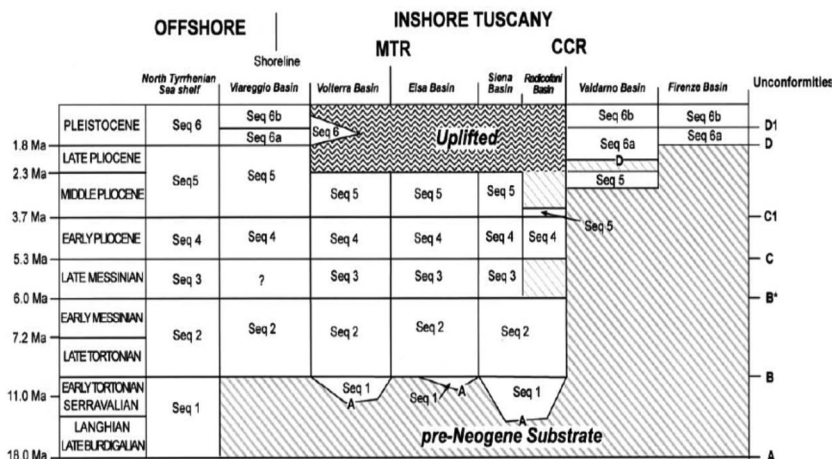 OFFSHORE
INSHORE TUSCANY
Shoreline
MTR
CCR
North Tyrrhenian
Sea shelf
Viareggio Basin
Volterra Basin
Elsa Basin
Siena
Basin
Radicofani
Basin
Valdarno Basin
Firenze Basin
Unconformities
PLEISTOCENE
Seq 6
Seq 6b
Seq 6a
Seq 6
Uplifted
Seq 6b
Seq 6a
Seq 6b
Seq 6a
D1
1.8 Ma
D
LATE PLIOCENE
D
2.3 Ma
Seq5
Seq 5
Seq 5
MIDDLE PLIOCENE
Seq 5
Seq 5
Seq 5
3.7 Ma
Seq 5
C1
EARLY PLIOCENE
Seq 4
Seq 4
Seq 4
Seq 4
Seq 4
Seq 4
5.3 Ma
C
LATE MESSINIAN
Seq 3
?
Seq 3
Seq 3
Seq 3
6.0 Ma
B*
EARLY MESSINIAN
Seq 2
Seq 2
Seq 2
Seq 2
Seq 2
7.2 Ma
LATE TORTONIAN
B
EARLY TORTONIAN
SERRAVALIAN
11.0 Ma
Seq 1
Seq 1
A
Seq 1
A
Seq 1
A
LANGHIAN
LATE BURDIGALIAN
pre-Neogene Substrate
18.0 Ma
A